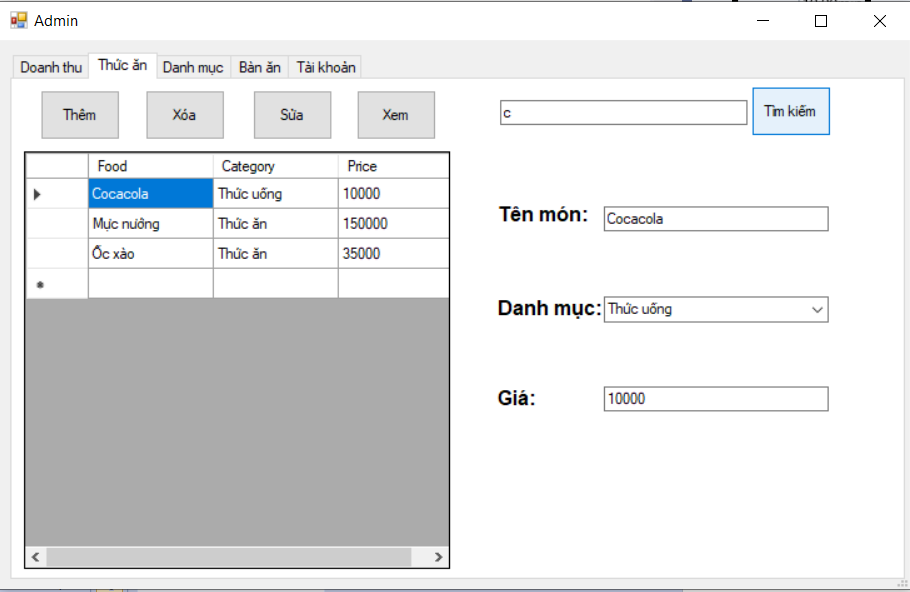 Admin
Doanh thu Thức ăn Danh mục Bàn ăn Tài khoản
Thêm Xóa Sửa Xem
c Tìm kiếm
Food Category Price
Cocacola Thức uống 10000
Mực nướng Thức ăn 150000
Ốc xào Thức ăn 35000
Tên món: Cocacola
Danh mục: Thức uống
Giá: 10000